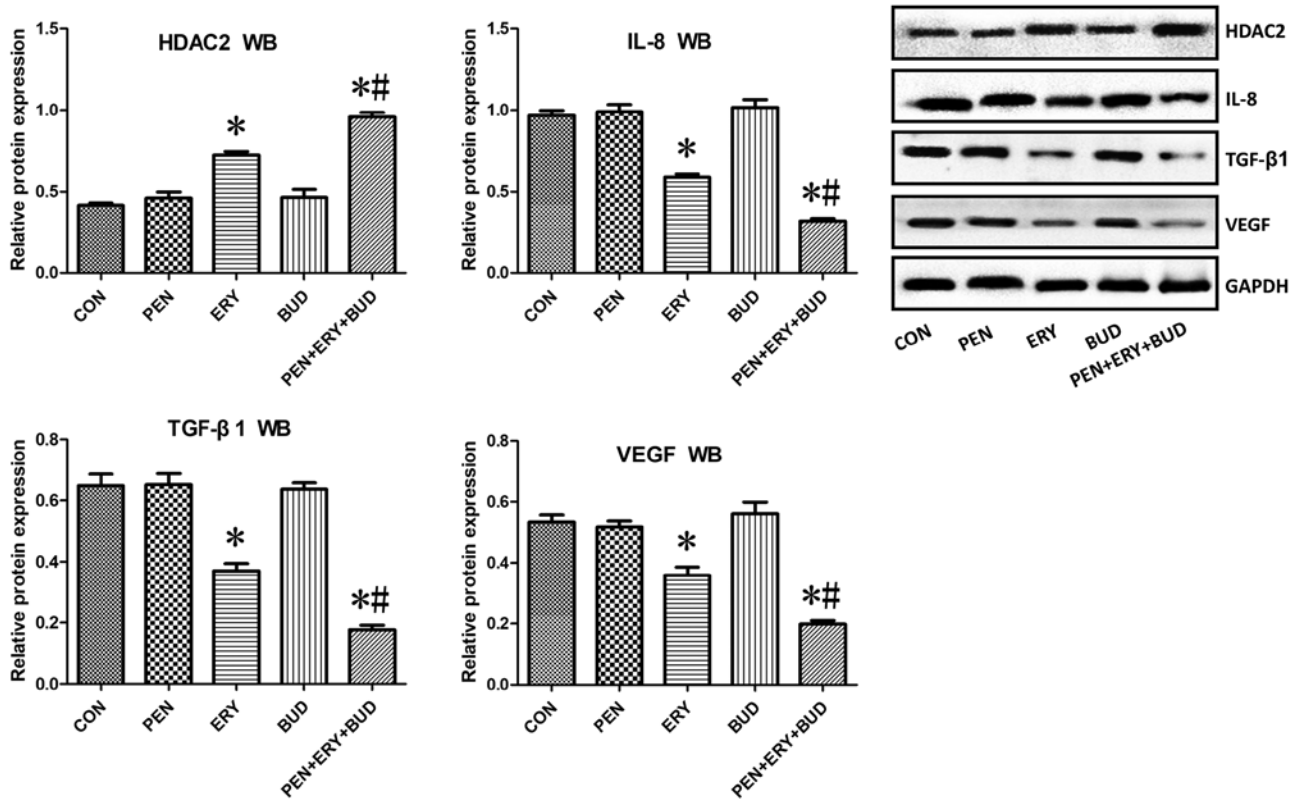 HDAC2 WB
Relative protein expression
1.5
1.0
0.5
0.0
*
*#
CON
PEN
ERY
BUD
PEN+ERY+BUD
IL-8 WB
Relative protein expression
1.5
1.0
0.5
0.0
*
*#
CON
PEN
ERY
BUD
PEN+ERY+BUD
HDAC2
IL-8
TGF-β1
VEGF
GAPDH
CON
PEN
ERY
BUD
PEN+ERY+BUD
TGF-β 1 WB
Relative protein expression
0.8
0.6
0.4
0.2
0.0
*
*#
CON
PEN
ERY
BUD
PEN+ERY+BUD
VEGF WB
Relative protein expression
0.8
0.6
0.4
0.2
0.0
*
*#
CON
PEN
ERY
BUD
PEN+ERY+BUD